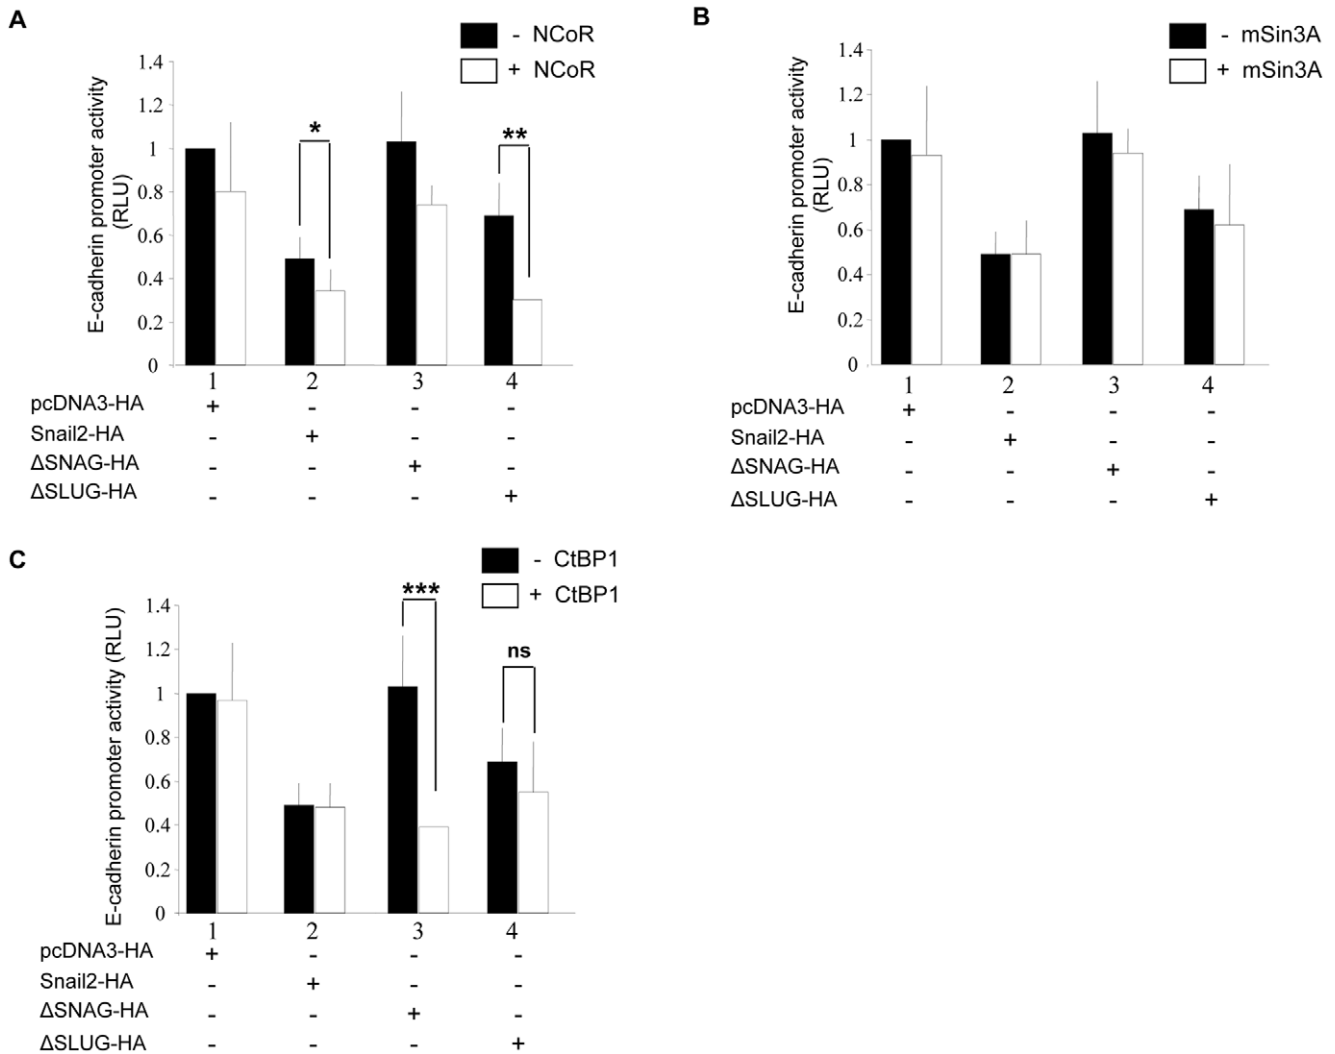 A
- NCoR
+ NCoR
E-cadherin promoter activity
(RLU)
1.4
1.2
1
0.8
0.6
0.4
0.2
0
*
**
1 2 3 4
pcDNA3-HA + - - -
Snail2-HA - + - -
ΔSNAG-HA - - + -
ΔSLUG-HA - - - +
B
- mSin3A
+ mSin3A
E-cadherin promoter activity
(RLU)
1.4
1.2
1
0.8
0.6
0.4
0.2
0
1 2 3 4
pcDNA3-HA + - - -
Snail2-HA - + - -
ΔSNAG-HA - - + -
ΔSLUG-HA - - - +
C
- CtBP1
+ CtBP1
E-cadherin promoter activity (RLU)
1.4
1.2
1
0.8
0.6
0.4
0.2
0
***
ns
1 2 3 4
pcDNA3-HA + - - -
Snail2-HA - + - -
ΔSNAG-HA - - + -
ΔSLUG-HA - - - +